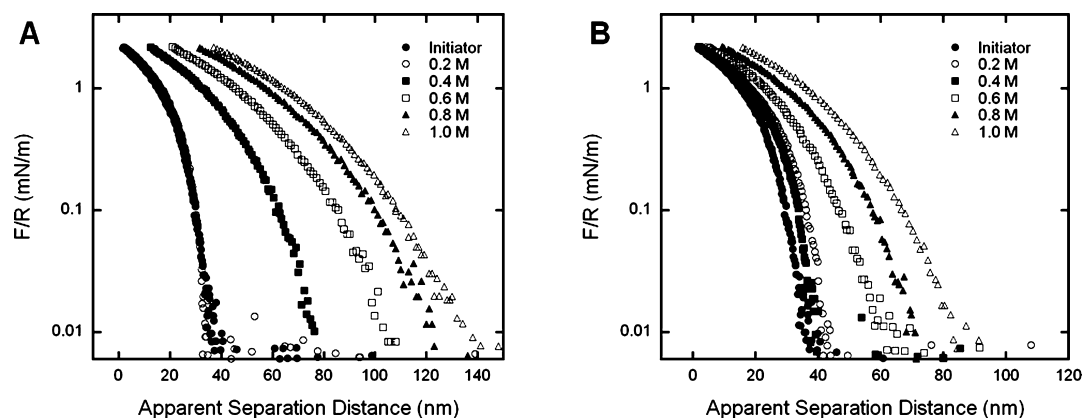 A
Initiator
0.2 M
0.4 M
0.6 M
0.8 M
1.0 M
1
0.1
0.01
F/R (mN/m)
0 20 40 60 80 100 120 140
Apparent Separation Distance (nm)
B
Initiator
0.2 M
0.4 M
0.6 M
0.8 M
1.0 M
1
0.1
0.01
F/R (mN/m)
0 20 40 60 80 100 120
Apparent Separation Distance (nm)